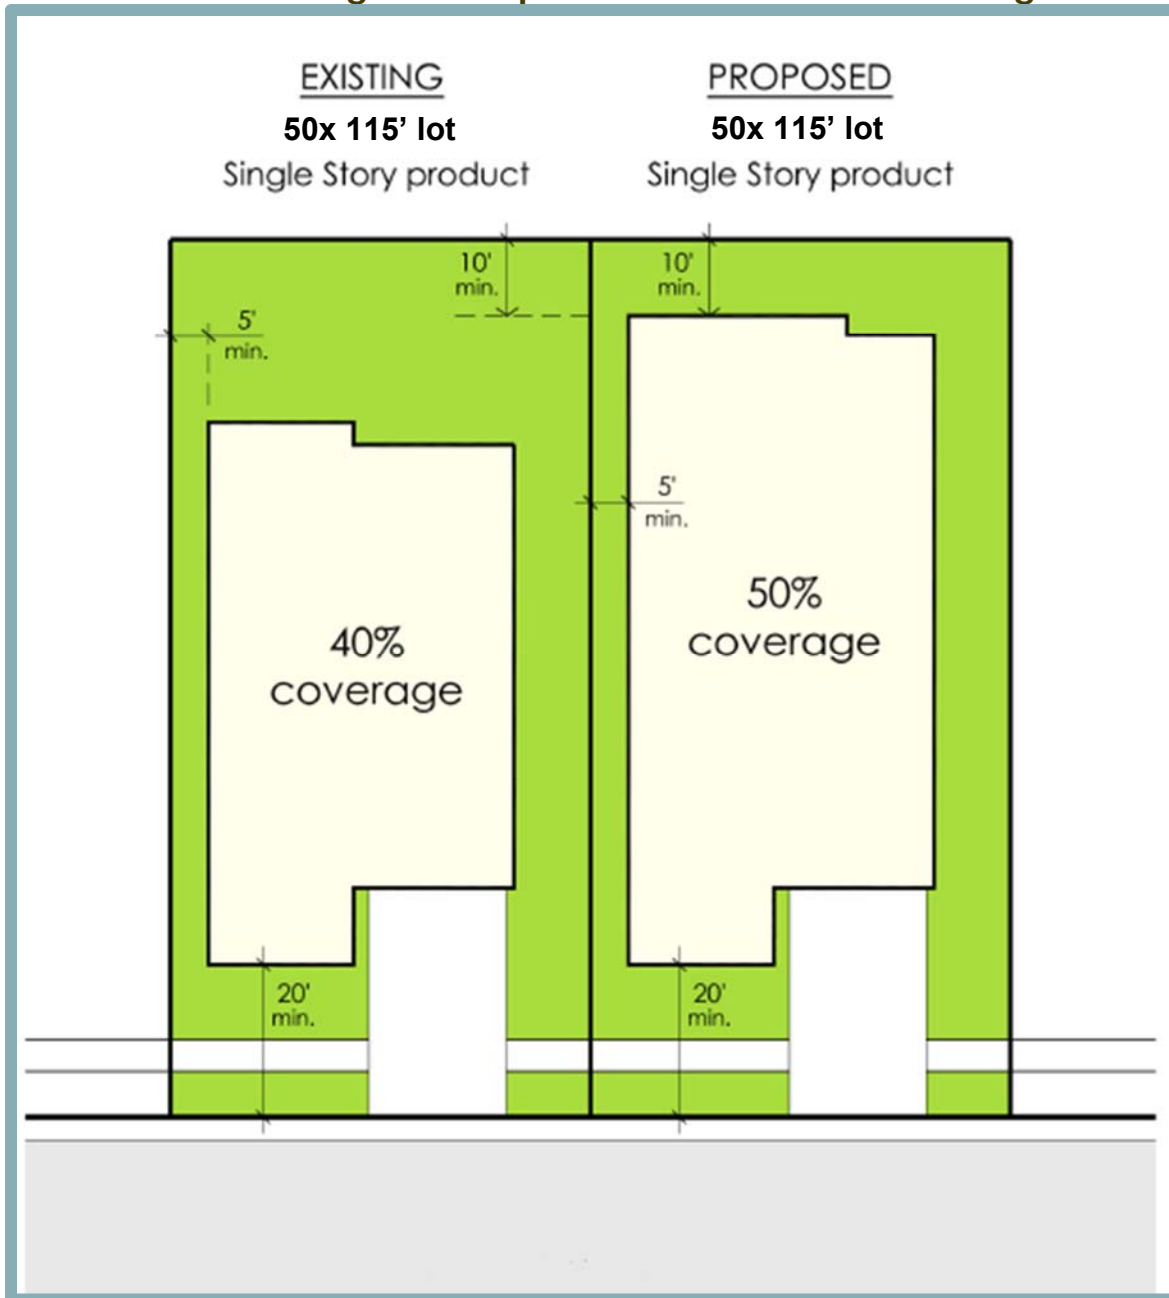 EXISTING
50x 115’ lot
Single Story product
PROPOSED
50x 115’ lot
Single Story product
10'
min.
10'
min.
5'
min.
5'
min.
40%
coverage
50%
coverage
20'
min.
20'
min.